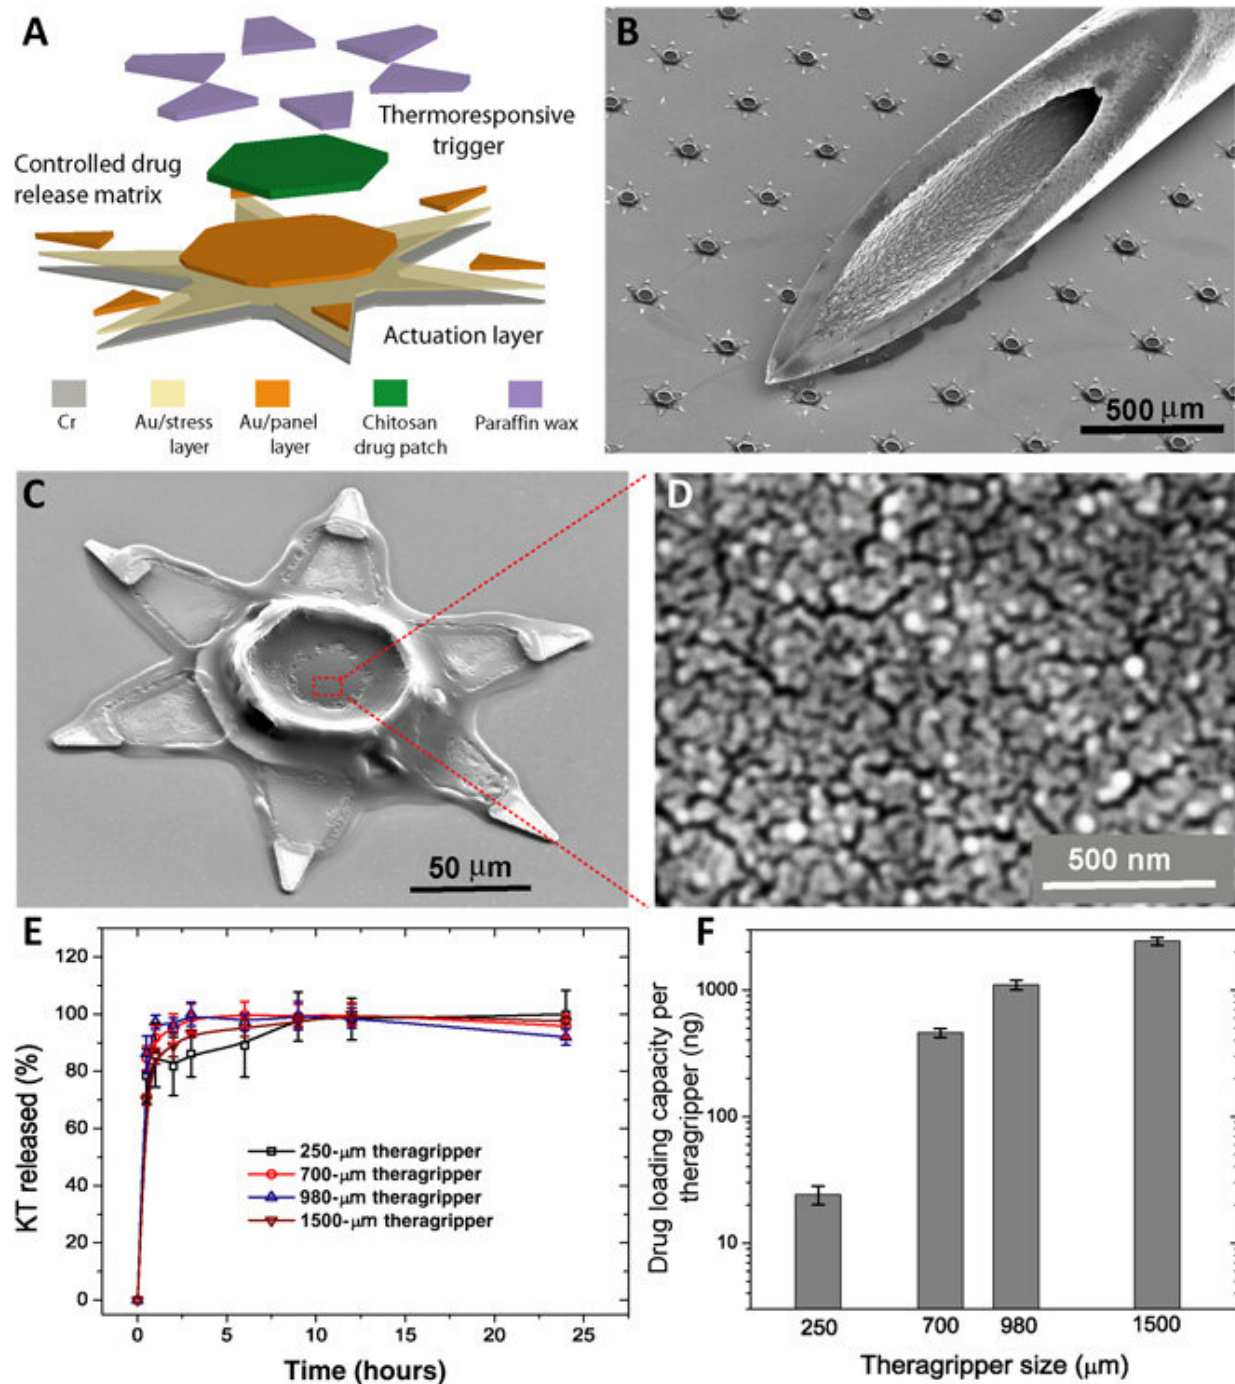 A
Thermoresponsive
trigger
Controlled drug
release matrix
Actuation layer
Cr
Au/stress
layer
Au/panel
layer
Chitosan
drug patch
Paraffin wax
B
500 μm
C
50 μm
D
500 nm
E
KT released (%)
120
100
80
60
40
20
0
250-μm theragripper
700-μm theragripper
980-μm theragripper
1500-μm theragripper
0 5 10 15 20 25
Time (hours)
F
Drug loading capacity per
theragripper (ng)
1000
100
10
250 700 980 1500
Theragripper size (μm)